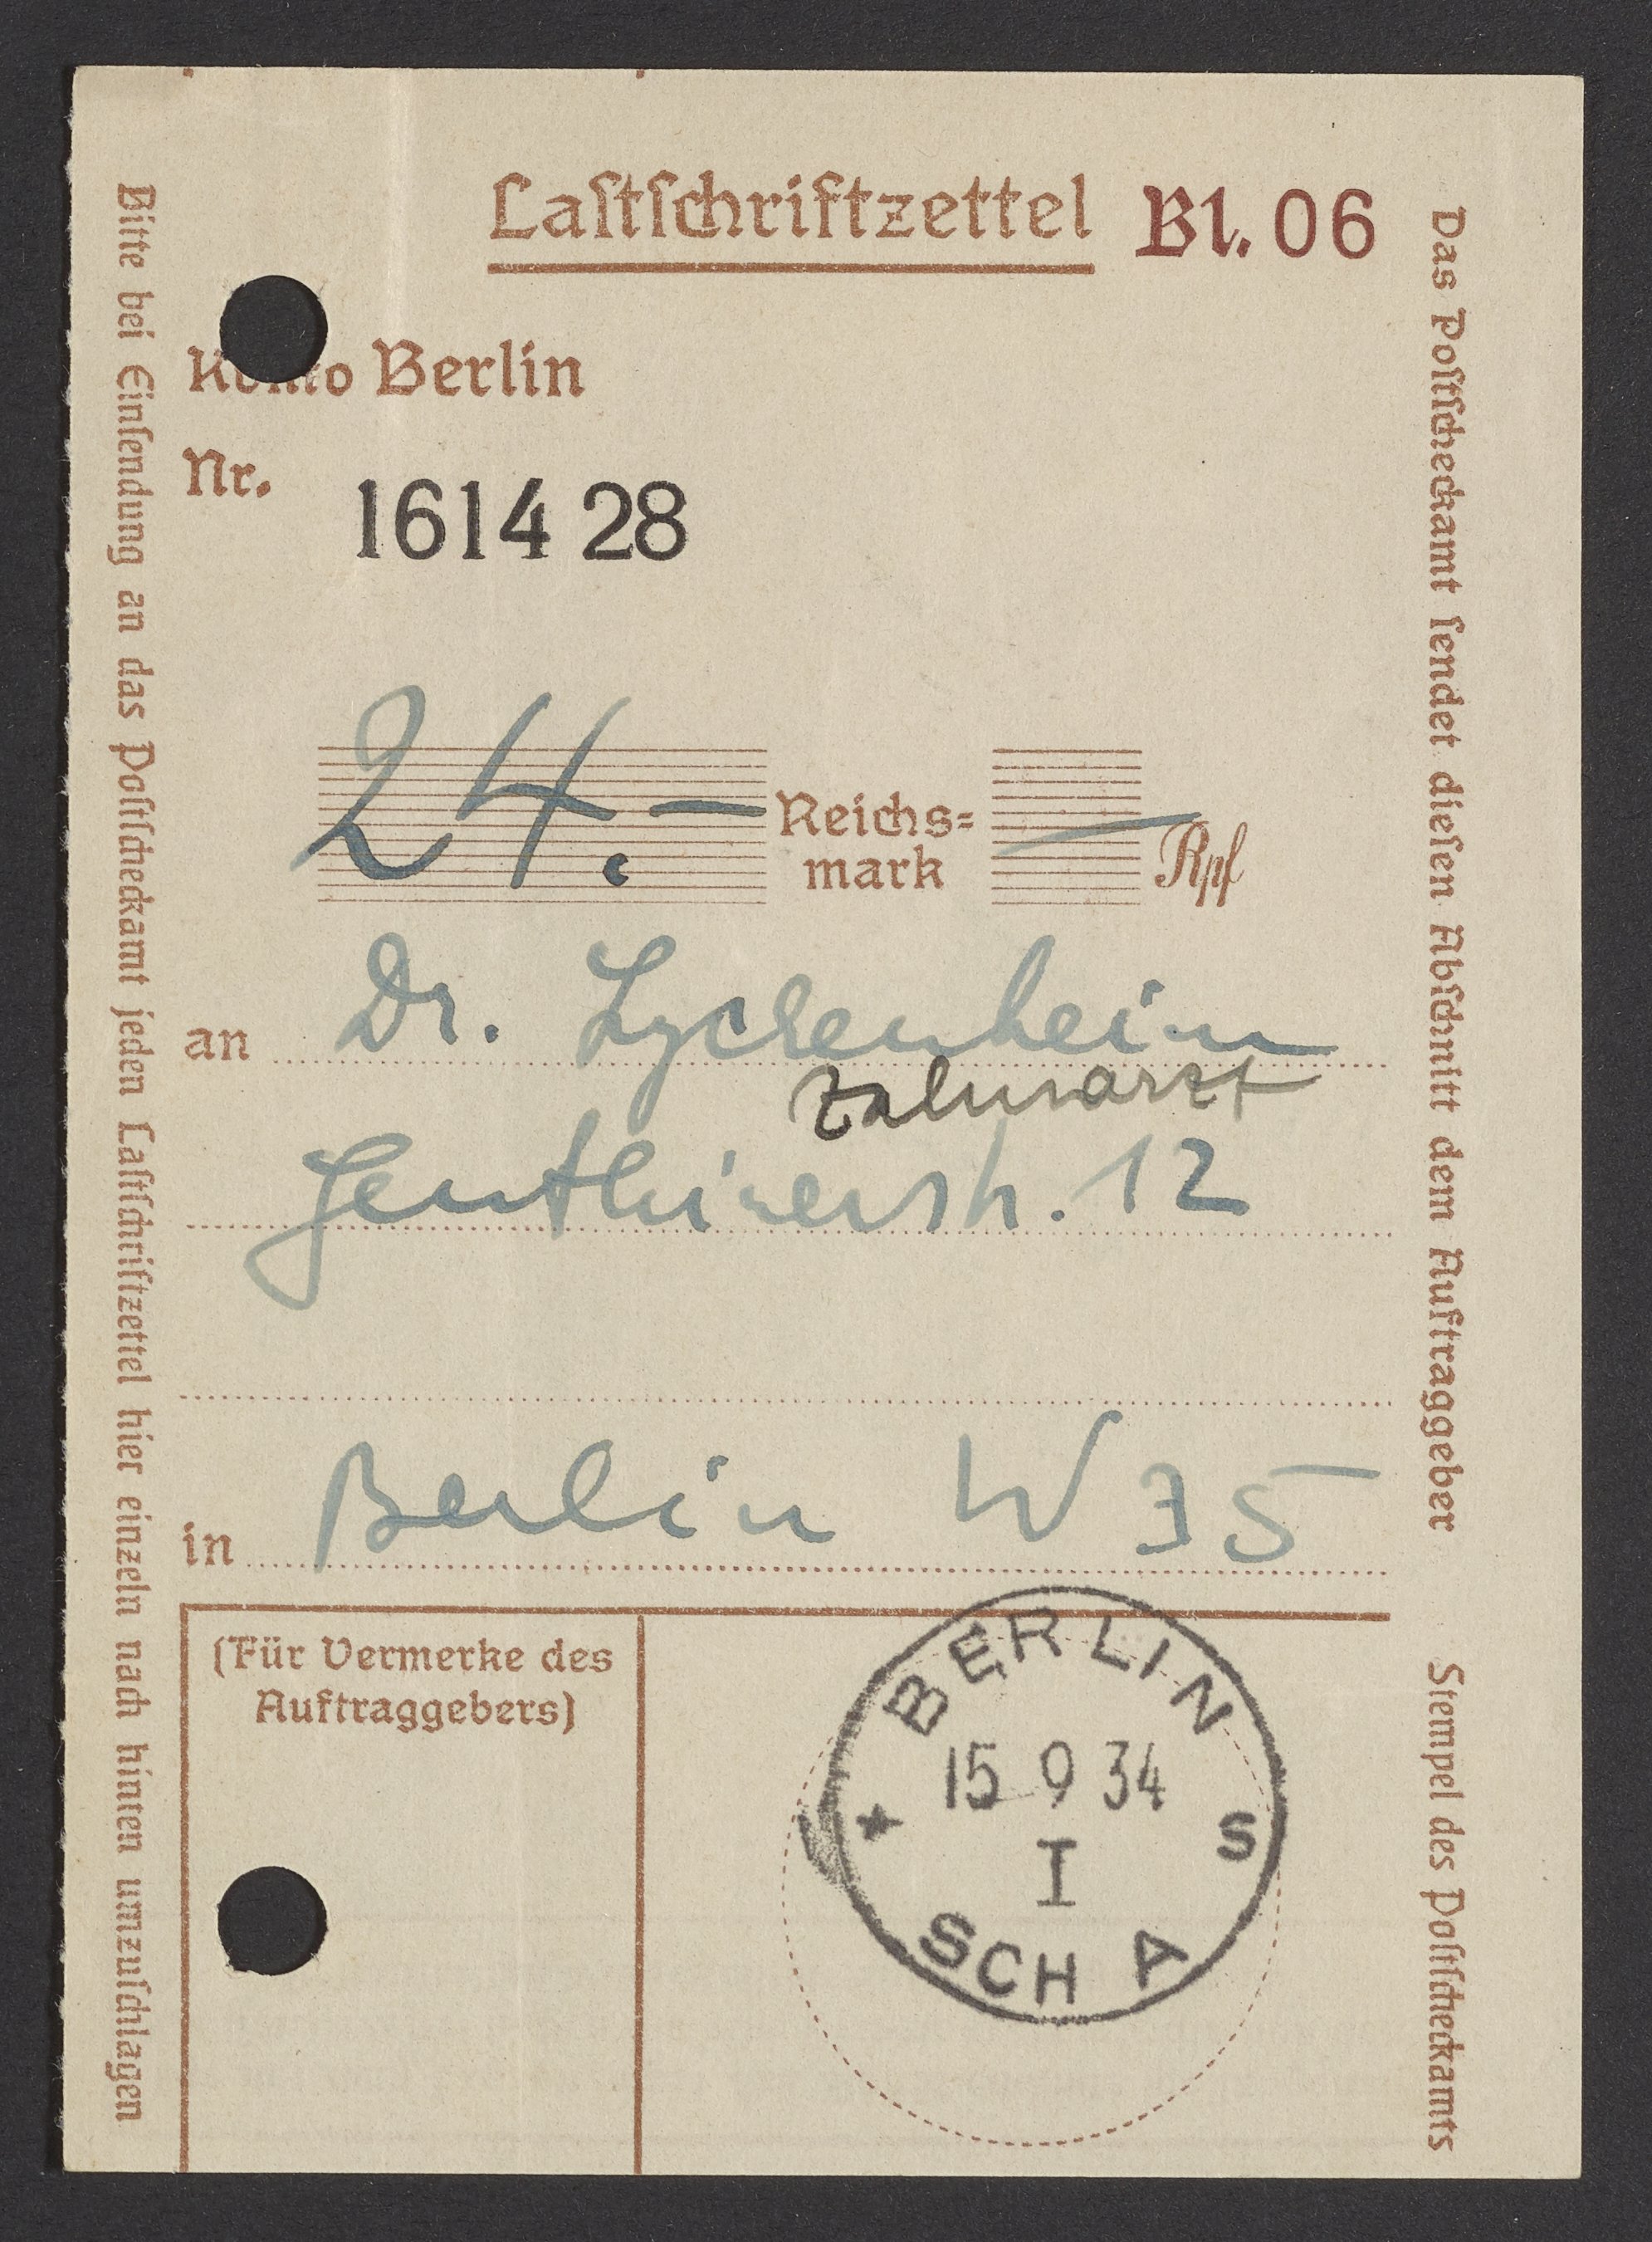 Lastschriftzettel Bl. 06
Konto Berlin
Nr.
1614 28
24.— Reichs=
mark — Rpf
an Dr. Lychenheim
Zahnarzt
Genthinerstr. 12
in Berlin W 35
(Für Vermerke des
Auftraggebers)
BERLIN
15 9 34
* I S
SCH A
Bitte bei Einsendung an das Postscheckamt jeden Lastschriftzettel hier einzeln nach hinten umzuschlagen
Das Postscheckamt sendet diesen Abschnitt dem Auftraggeber
Stempel des Postscheckamts